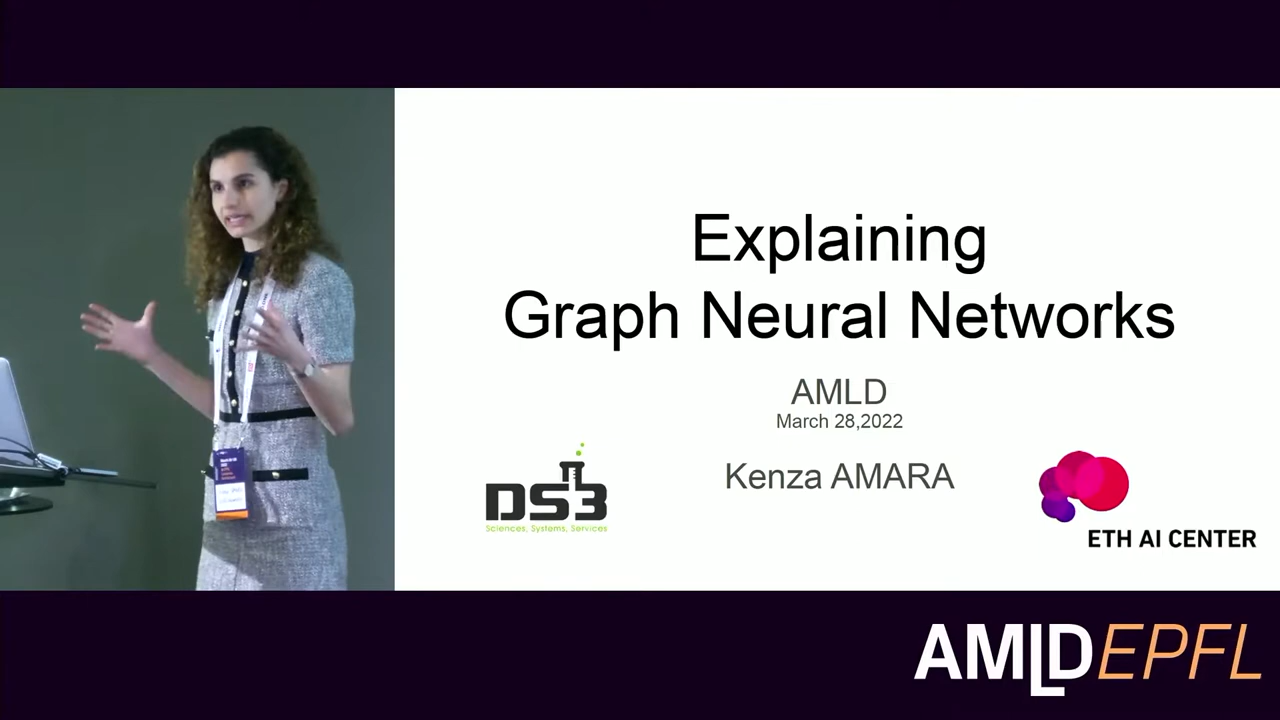 Explaining
Graph Neural Networks
AMLD
March 28,2022
Kenza AMARA
DS3
Sciences, Systems, Services
ETH AI CENTER
AMLDEPFL